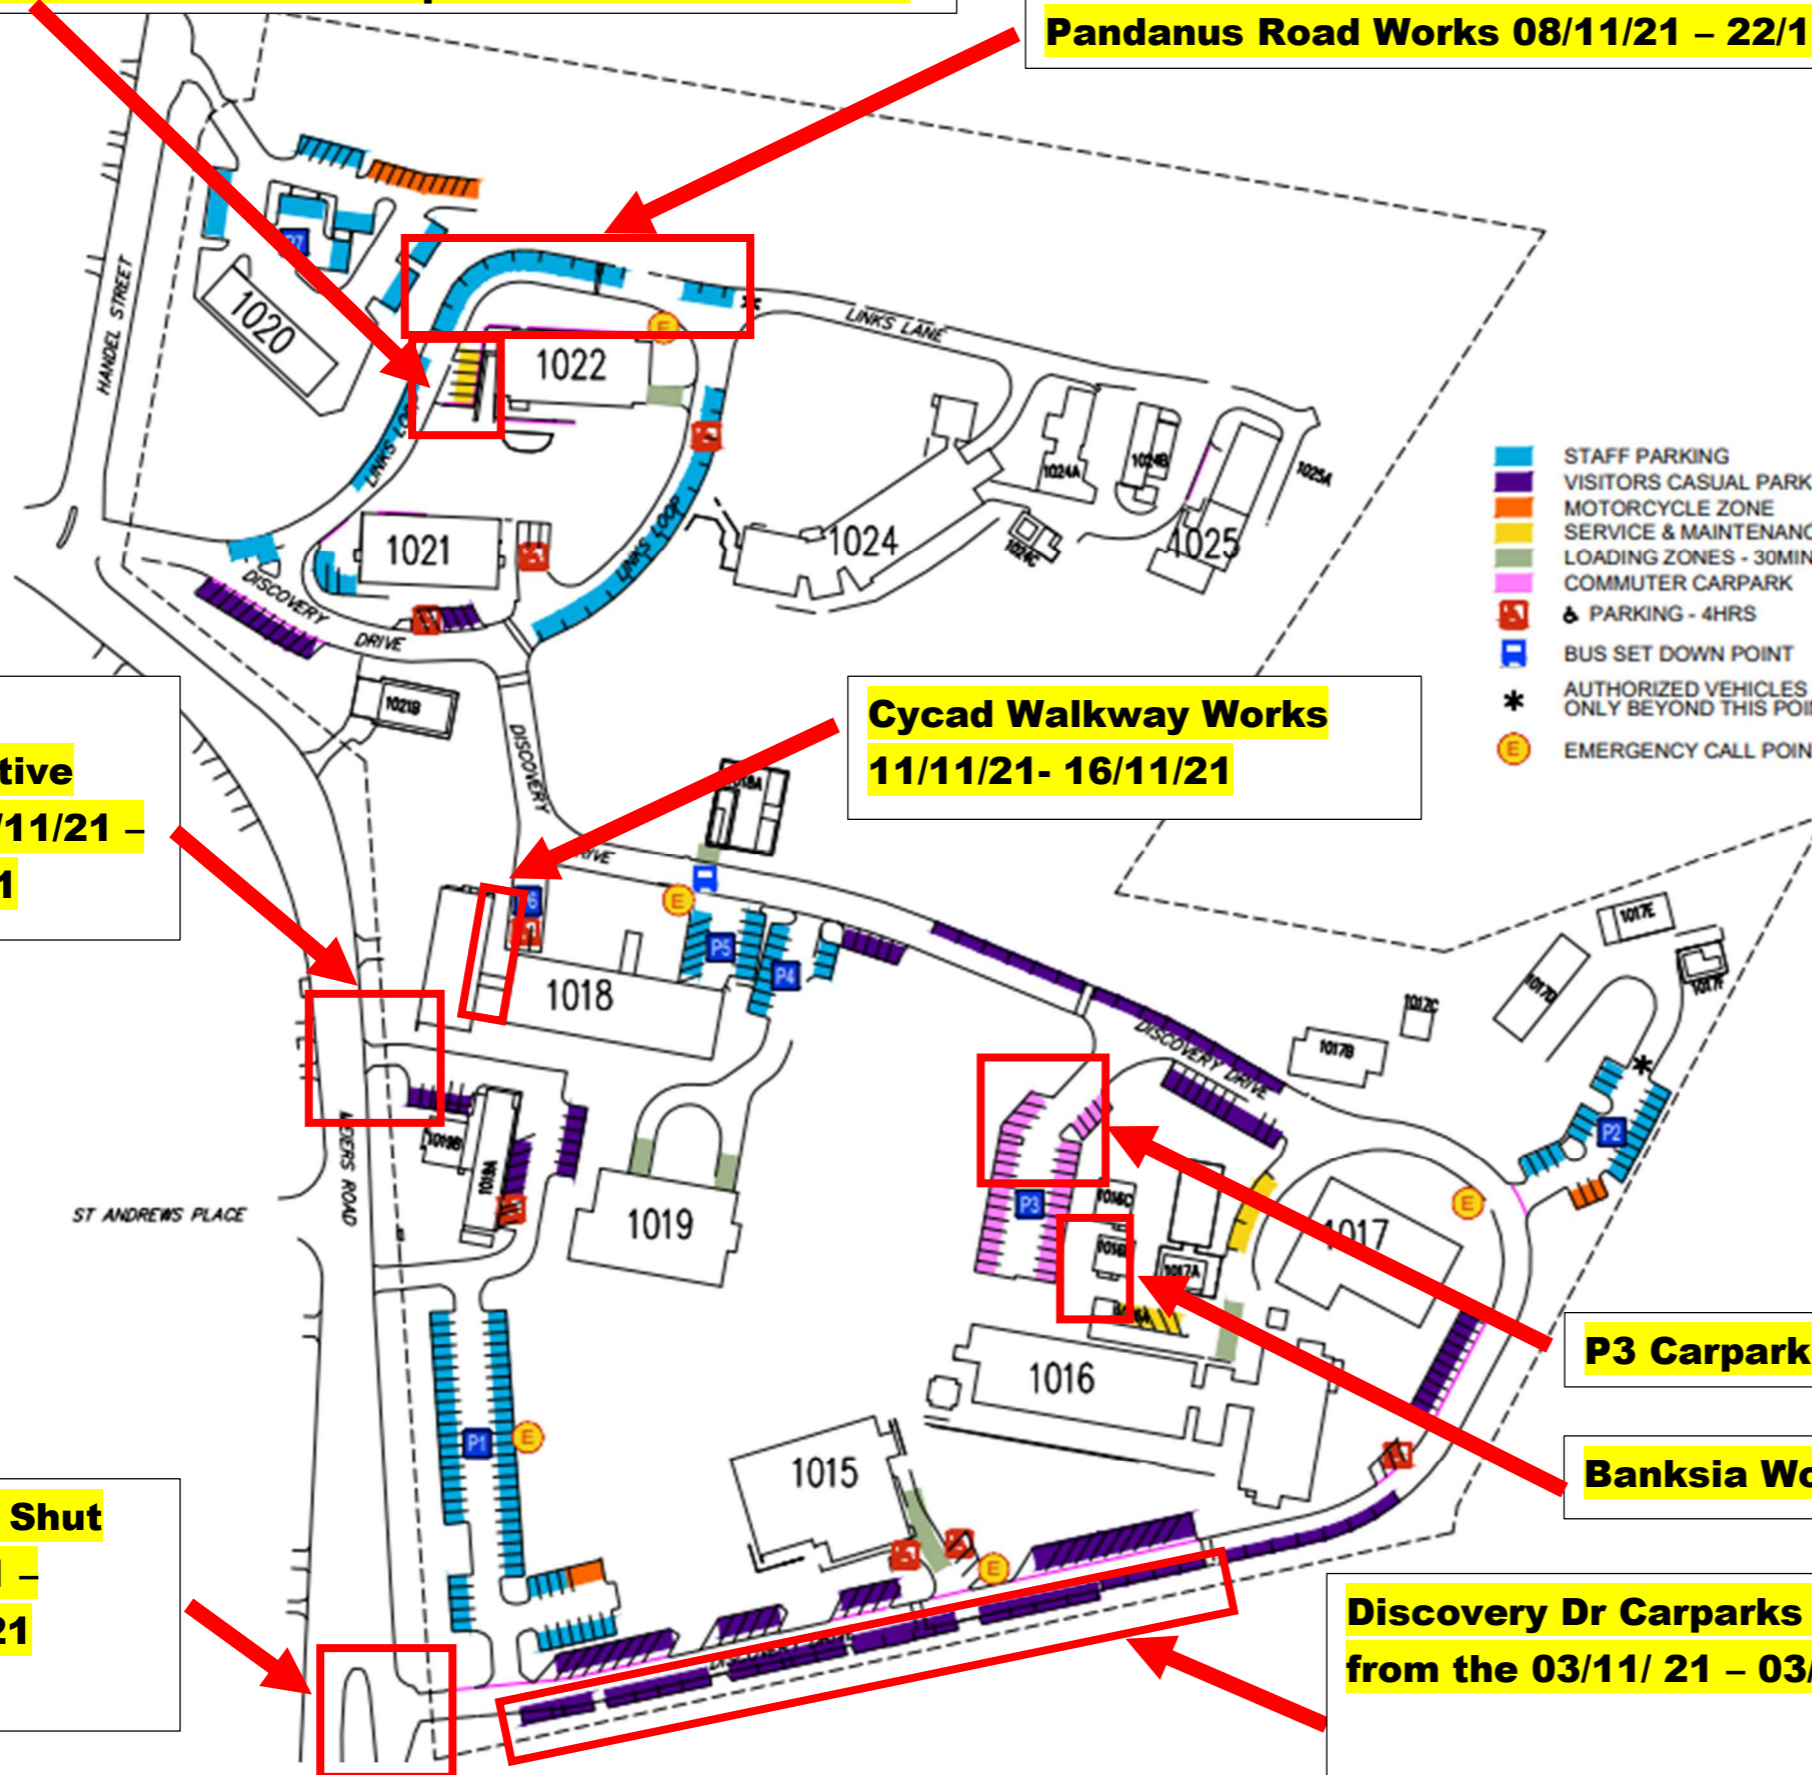 Pandanus Road Works 08/11/21 – 22/1
HANDEL STREET
P7
1020
LINKS LANE
1022
1024A
1024B
1025A
1024
1024C
1025
LINKS LOOP
1021
LINKS LOOP
DISCOVERY
DRIVE
1021B
STAFF PARKING
VISITORS CASUAL PARK
MOTORCYCLE ZONE
SERVICE & MAINTENANC
LOADING ZONES - 30MIN
COMMUTER CARPARK
PARKING - 4HRS
BUS SET DOWN POINT
* AUTHORIZED VEHICLES
ONLY BEYOND THIS POI
E EMERGENCY CALL POIN
DISCOVERY
Cycad Walkway Works
11/11/21- 16/11/21
tive
/11/21 –
1
1018A
E
P5
P4
1018
DISCOVERY DRIVE
1017B
1017C
1017D
1017E
1017F
P2
1019B
1019A
ST ANDREWS PLACE
1019
P3
1016C
1017A
1017
E
P3 Carpark
1016
Banksia Wo
P1
E
1015
E
Shut
–
21
DISCOVERY DRIVE
Discovery Dr Carparks
from the 03/11/ 21 – 03/